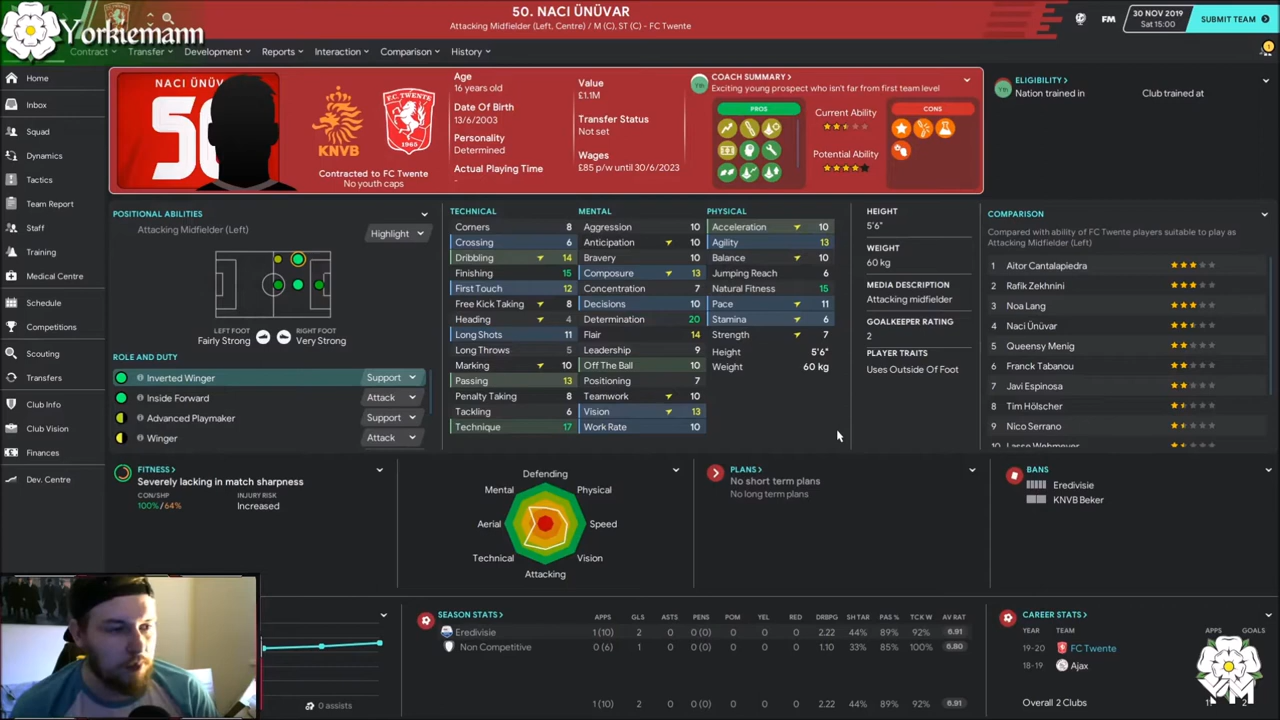 50. NACI ÜNÜVAR
Attacking Midfielder (Left, Centre) / M (C), ST (C) - FC Twente
Yorkiemann
30 NOV 2019
Sat 15:00
FM
SUBMIT TEAM
Contract
Transfer
Development
Reports
Interaction
Comparison
History
Home
Inbox
Squad
Dynamics
Tactics
Team Report
Staff
Training
Medical Centre
Schedule
Competitions
Scouting
Transfers
Club Info
Club Vision
Finances
Dev. Centre
NACI ÜNÜV
KNVB
F.C. TWENTE
1965
Contracted to FC Twente
No youth caps
Age
16 years old
Date Of Birth
13/6/2003
Personality
Determined
Actual Playing Time
-
Value
£1.1M
Transfer Status
Not set
Wages
£85 p/w until 30/6/2023
COACH SUMMARY>
Exciting young prospect who isn't far from first team level
PROS
Current Ability
Potential Ability
CONS
ELIGIBILITY>
Nation trained in
Club trained at
POSITIONAL ABILITIES
Attacking Midfielder (Left)
Highlight
LEFT FOOT
Fairly Strong
RIGHT FOOT
Very Strong
ROLE AND DUTY
Inverted Winger Support
Inside Forward Attack
Advanced Playmaker Support
Winger Attack
TECHNICAL
Corners 8
Crossing 6
Dribbling 14
Finishing 15
First Touch 12
Free Kick Taking 8
Heading 4
Long Shots 11
Long Throws 5
Marking 10
Passing 13
Penalty Taking 8
Tackling 6
Technique 17
MENTAL
Aggression 10
Anticipation 10
Bravery 10
Composure 13
Concentration 7
Decisions 10
Determination 20
Flair 14
Leadership 9
Off The Ball 10
Positioning 7
Teamwork 10
Vision 13
Work Rate 10
PHYSICAL
Acceleration 10
Agility 13
Balance 10
Jumping Reach 6
Natural Fitness 15
Pace 11
Stamina 6
Strength 7
Height 5'6"
Weight 60 kg
HEIGHT
5'6"
WEIGHT
60 kg
MEDIA DESCRIPTION
Attacking midfielder
GOALKEEPER RATING
2
PLAYER TRAITS
Uses Outside Of Foot
COMPARISON
Compared with ability of FC Twente players suitable to play as
Attacking Midfielder (Left)
1 Aitor Cantalapiedra
2 Rafik Zekhnini
3 Noa Lang
4 Naci Ünüvar
5 Queensy Menig
6 Franck Tabanou
7 Javi Espinosa
8 Tim Hölscher
9 Nico Serrano
10 Lasse Wehmeyer
FITNESS>
Severely lacking in match sharpness
CON/SHP
100%/64%
INJURY RISK
Increased
Defending
Mental
Physical
Aerial
Speed
Technical
Vision
Attacking
PLANS>
No short term plans
No long term plans
BANS
Eredivisie
KNVB Beker
0 assists
SEASON STATS> APPS GLS ASTS PENS POM YEL RED DRBPG SH TAR PAS % TCK W AV RAT
Eredivisie 1 (10) 2 0 0 (0) 0 0 0 2.22 44% 89% 92% 6.91
Non Competitive 0 (6) 1 0 0 (0) 0 0 0 1.10 33% 85% 100% 6.80
1 (10) 2 0 0 (0) 0 0 0 2.22 44% 89% 92% 6.91
CAREER STATS>
YEAR TEAM APPS GOALS
19-20 FC Twente
18-19 Ajax
Overall 2 Clubs
YM